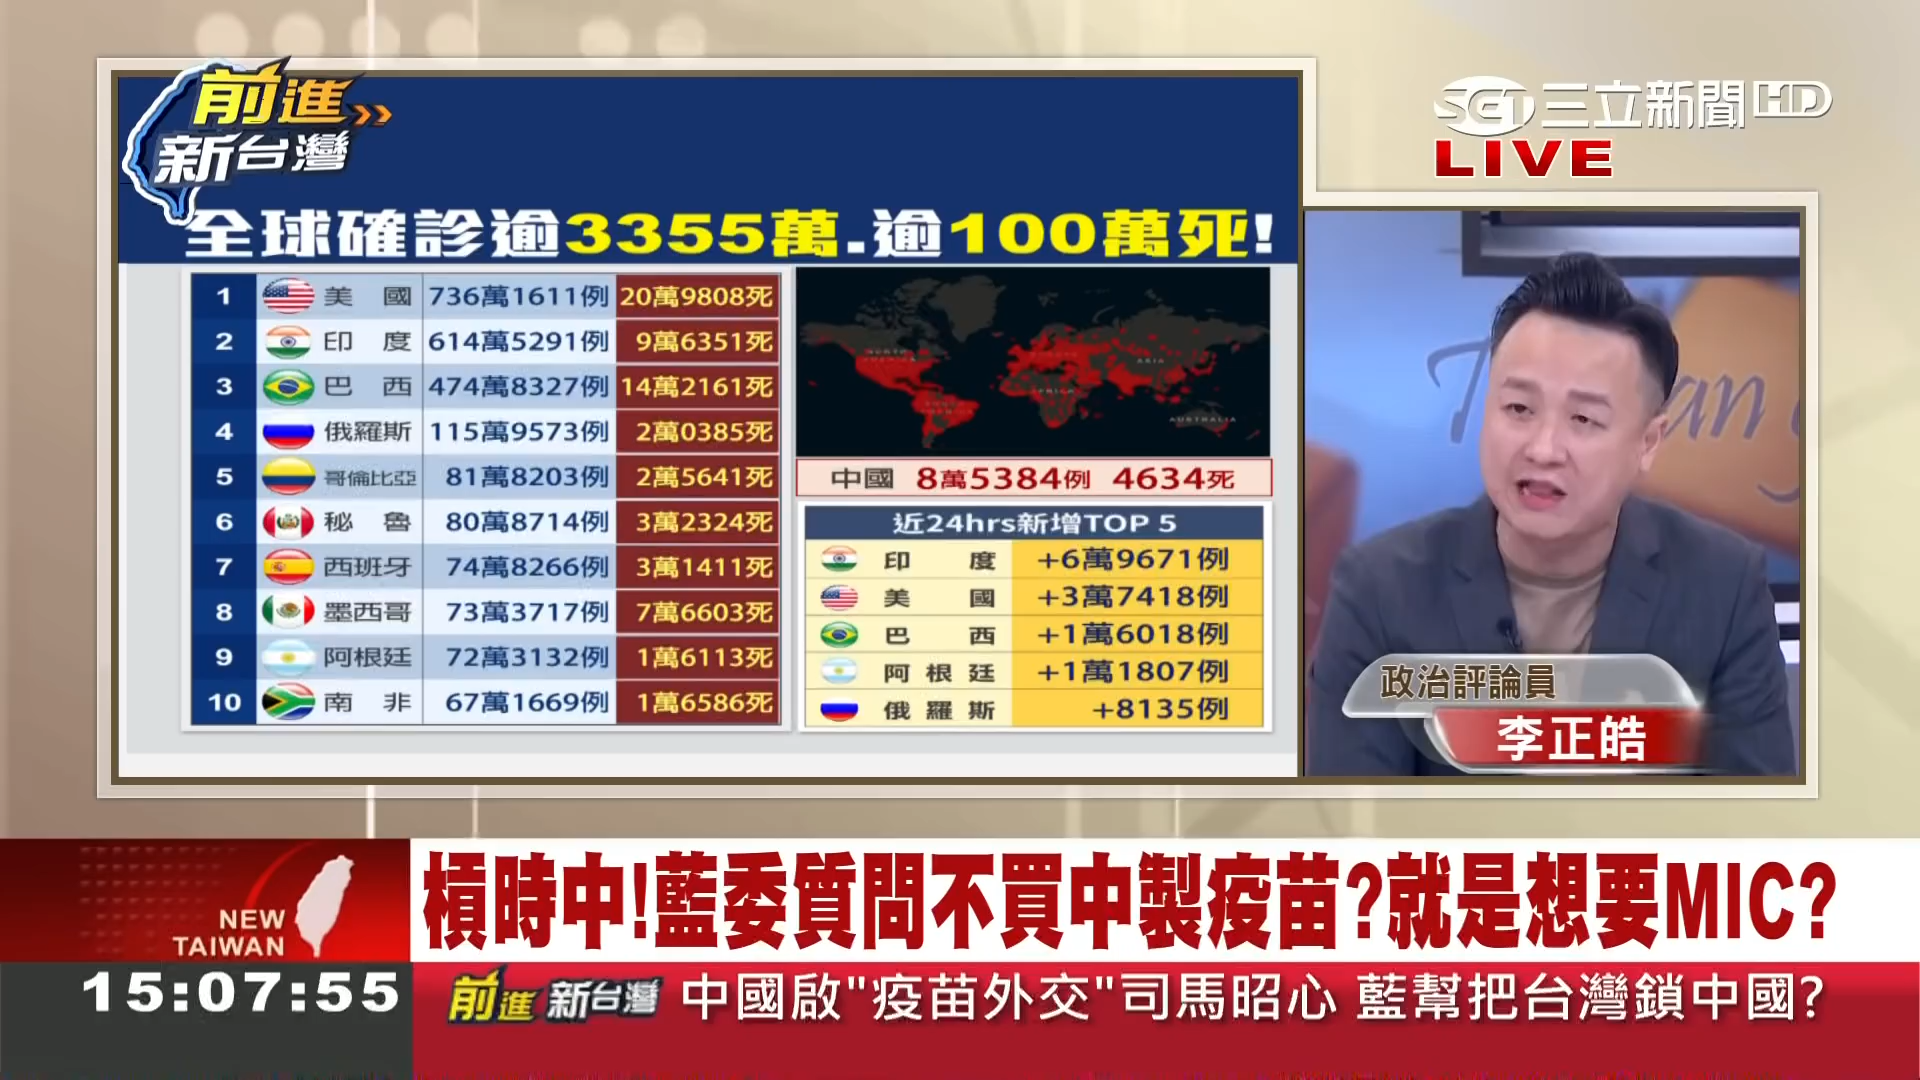 前進
新台灣
SET三立新聞HD
LIVE
全球確診逾3355萬.逾100萬死!
1 美國 736萬1611例 20萬9808死
2 印度 614萬5291例 9萬6351死
3 巴西 474萬8327例 14萬2161死
4 俄羅斯 115萬9573例 2萬0385死
5 哥倫比亞 81萬8203例 2萬5641死
6 秘魯 80萬8714例 3萬2324死
7 西班牙 74萬8266例 3萬1411死
8 墨西哥 73萬3717例 7萬6603死
9 阿根廷 72萬3132例 1萬6113死
10 南非 67萬1669例 1萬6586死
NORTH AMERICA
SOUTH AMERICA
AFRICA
ASIA
AUSTRALIA
中國 8萬5384例 4634死
近24hrs新增TOP 5
印度 +6萬9671例
美國 +3萬7418例
巴西 +1萬6018例
阿根廷 +1萬1807例
俄羅斯 +8135例
政治評論員
李正皓
NEW
TAIWAN
槓時中!藍委質問不買中製疫苗?就是想要MIC?
15:07:55
前進新台灣 中國啟"疫苗外交"司馬昭心 藍幫把台灣鎖中國?